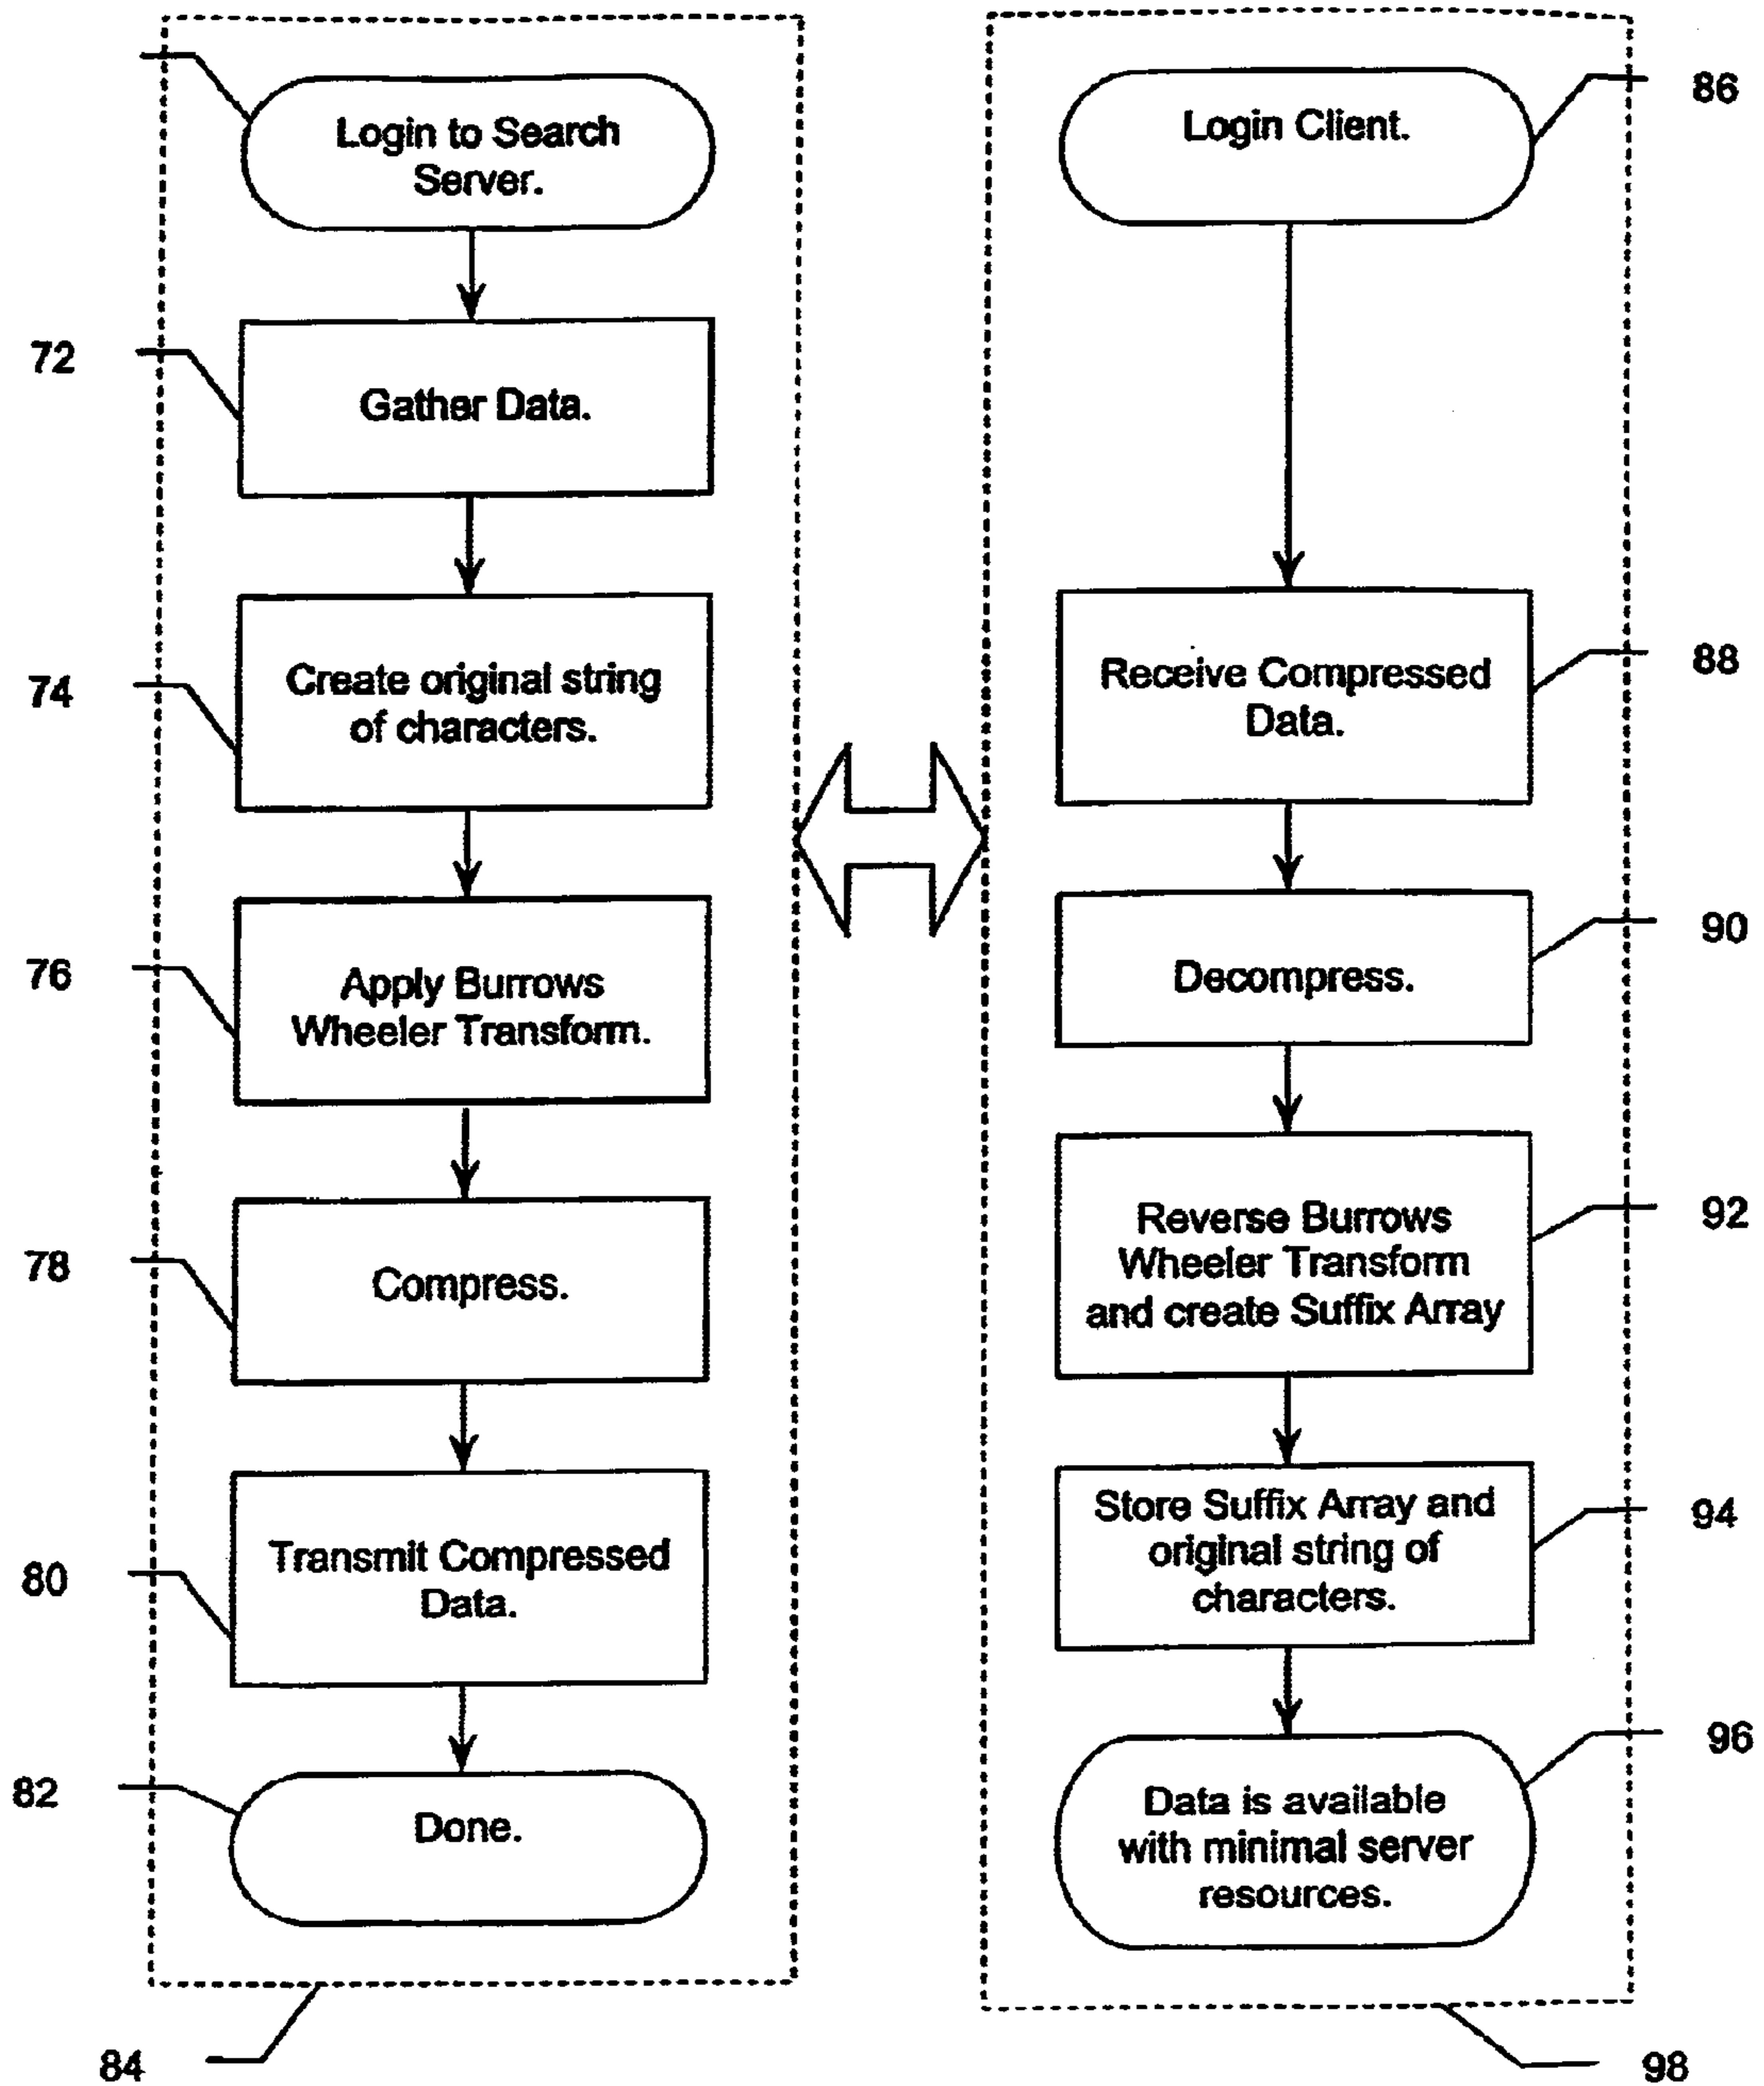 Login to Search
Server.
72
Gather Data.
74
Create original string
of characters.
76
Apply Burrows
Wheeler Transform.
78
Compress.
80
Transmit Compressed
Data.
82
Done.
84
86
Login Client.
88
Receive Compressed
Data.
90
Decompress.
92
Reverse Burrows
Wheeler Transform
and create Suffix Array
94
Store Suffix Array and
original string of
characters.
96
Data is available
with minimal server
resources.
98